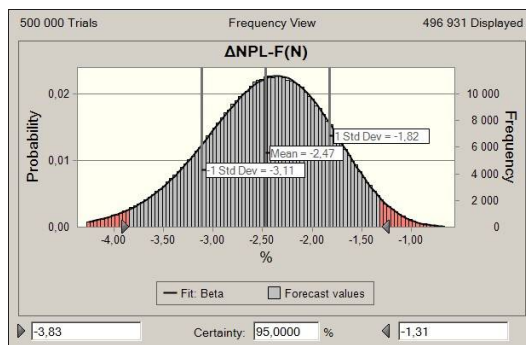 500 000 Trials Frequency View 496 931 Displayed
ΔNPL-F(N)
Probability
Frequency
0,02
0,01
0,00
10 000
8 000
6 000
4 000
2 000
0
1 Std Dev = -1,82
Mean = -2,47
-1 Std Dev = -3,11
-4,00 -3,50 -3,00 -2,50 -2,00 -1,50 -1,00
%
Fit: Beta Forecast values
-3,83 Certainty: 95,0000 % -1,31